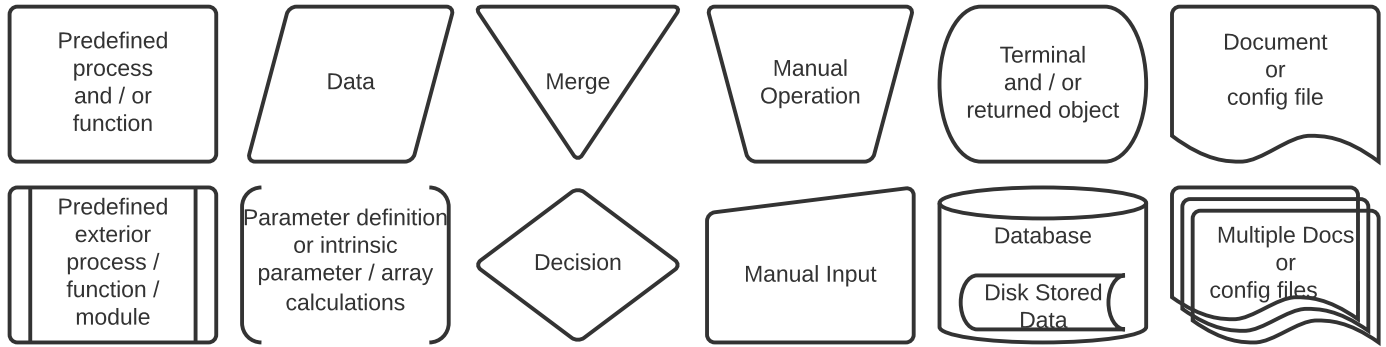 Predefined
process
and / or
function
Data
Merge
Manual
Operation
Terminal
and / or
returned object
Document
or
config file
Predefined
exterior
process /
function /
module
Parameter definition
or intrinsic
parameter / array
calculations
Decision
Manual Input
Database
Disk Stored
Data
Multiple Docs
or
config files